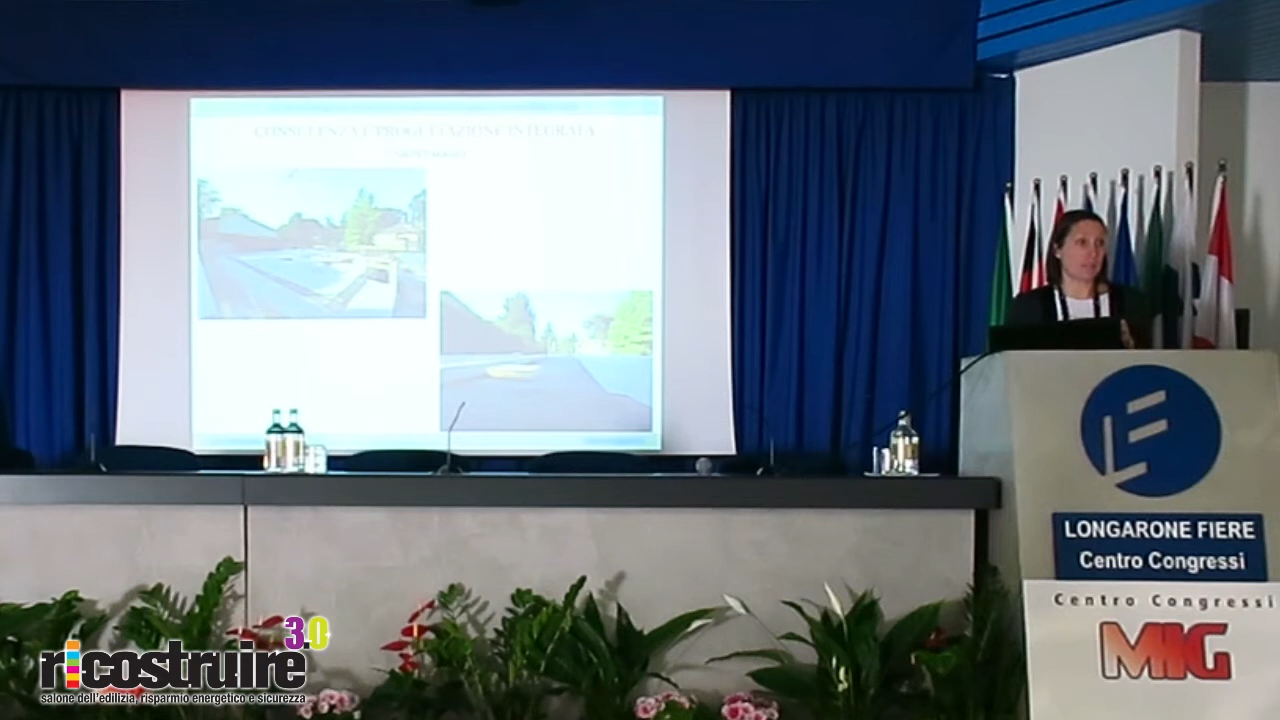 CONSULENZA E PROGETTAZIONE INTEGRATA
LONGARONE FIERE
Centro Congressi
Centro Congressi
MIG
ricostruire 3.0
salone dell'edilizia, risparmio energetico e sicurezza